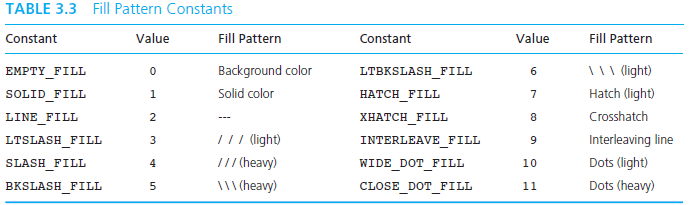 TABLE 3.3 Fill Pattern Constants
Constant Value Fill Pattern Constant Value Fill Pattern
EMPTY_FILL 0 Background color LTBKSLASH_FILL 6 \ \ \ (light)
SOLID_FILL 1 Solid color HATCH_FILL 7 Hatch (light)
LINE_FILL 2 --- XHATCH_FILL 8 Crosshatch
LTSLASH_FILL 3 / / / (light) INTERLEAVE_FILL 9 Interleaving line
SLASH_FILL 4 /// (heavy) WIDE_DOT_FILL 10 Dots (light)
BKSLASH_FILL 5 \\\ (heavy) CLOSE_DOT_FILL 11 Dots (heavy)